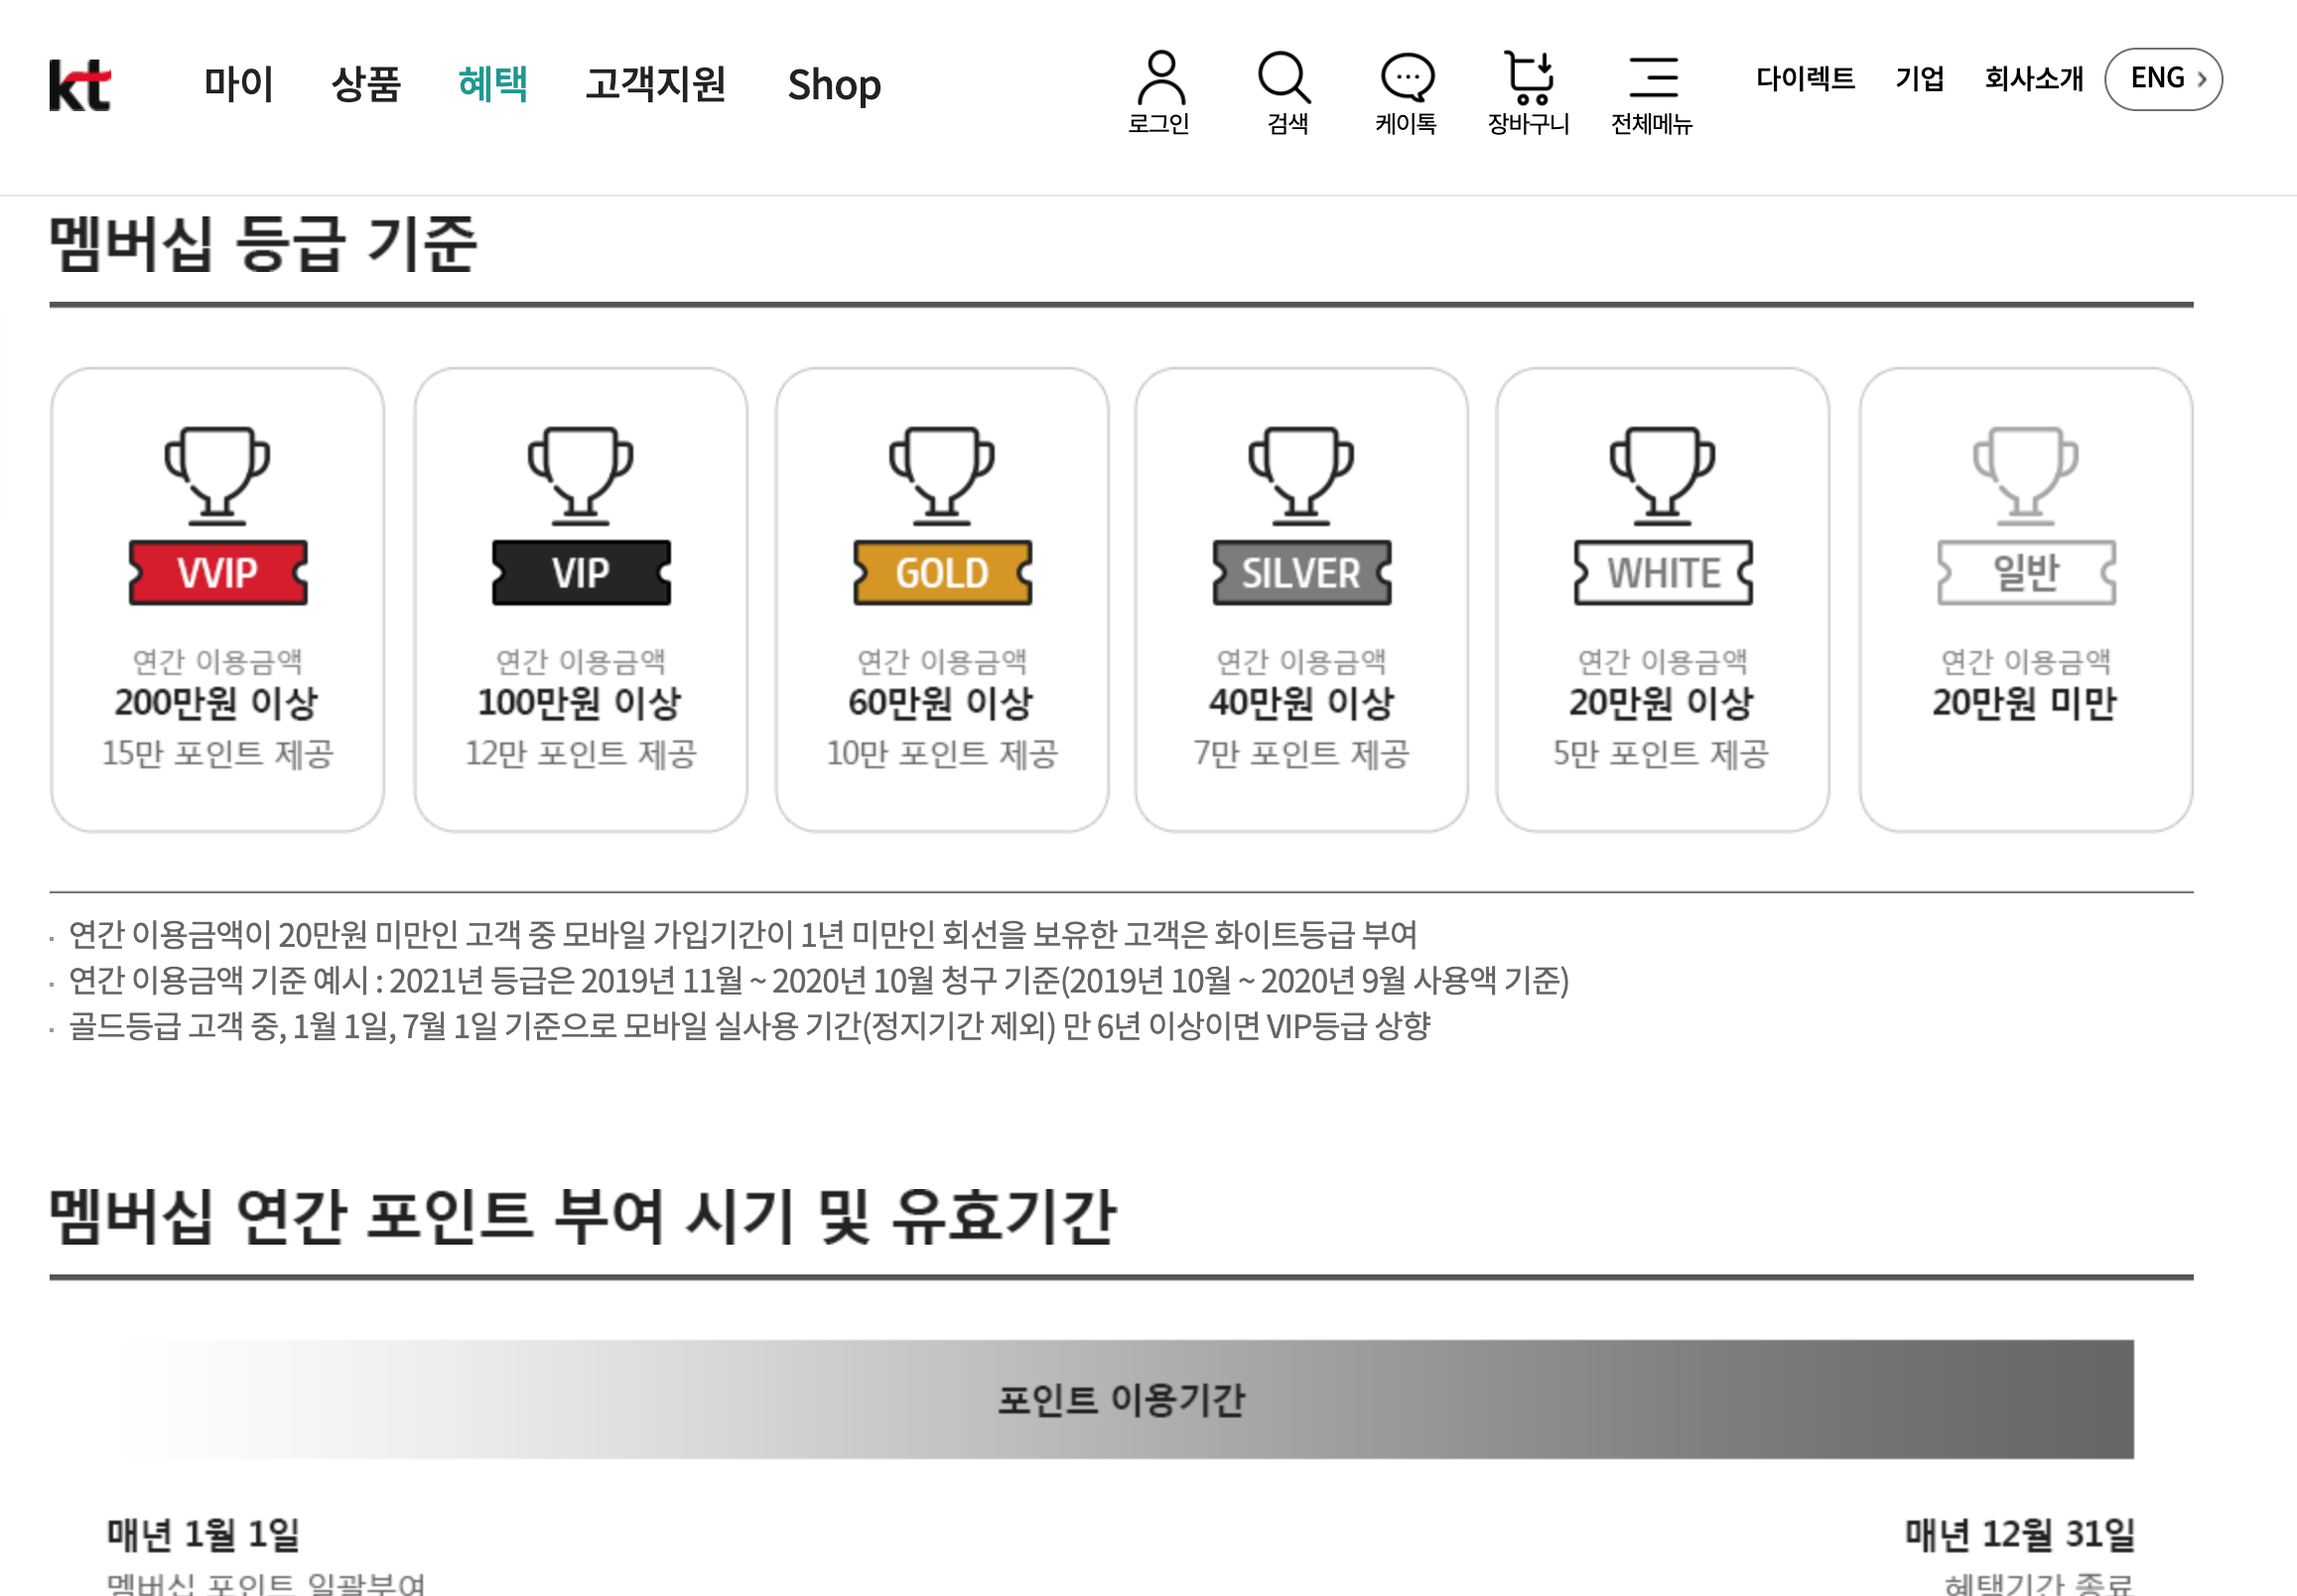 kt 마이 상품 혜택 고객지원 Shop
로그인 검색 케이톡 장바구니 전체메뉴 다이렉트 기업 회사소개 ENG
멤버십 등급 기준
VVIP
연간 이용금액
200만원 이상
15만 포인트 제공
VIP
연간 이용금액
100만원 이상
12만 포인트 제공
GOLD
연간 이용금액
60만원 이상
10만 포인트 제공
SILVER
연간 이용금액
40만원 이상
7만 포인트 제공
WHITE
연간 이용금액
20만원 이상
5만 포인트 제공
일반
연간 이용금액
20만원 미만
· 연간 이용금액이 20만원 미만인 고객 중 모바일 가입기간이 1년 미만인 회선을 보유한 고객은 화이트등급 부여
· 연간 이용금액 기준 예시 : 2021년 등급은 2019년 11월 ~ 2020년 10월 청구 기준(2019년 10월 ~ 2020년 9월 사용액 기준)
· 골드등급 고객 중, 1월 1일, 7월 1일 기준으로 모바일 실사용 기간(정지기간 제외) 만 6년 이상이면 VIP등급 상향
멤버십 연간 포인트 부여 시기 및 유효기간
포인트 이용기간
매년 1월 1일
멤버십 포인트 일괄부여
매년 12월 31일
혜택기간 종료